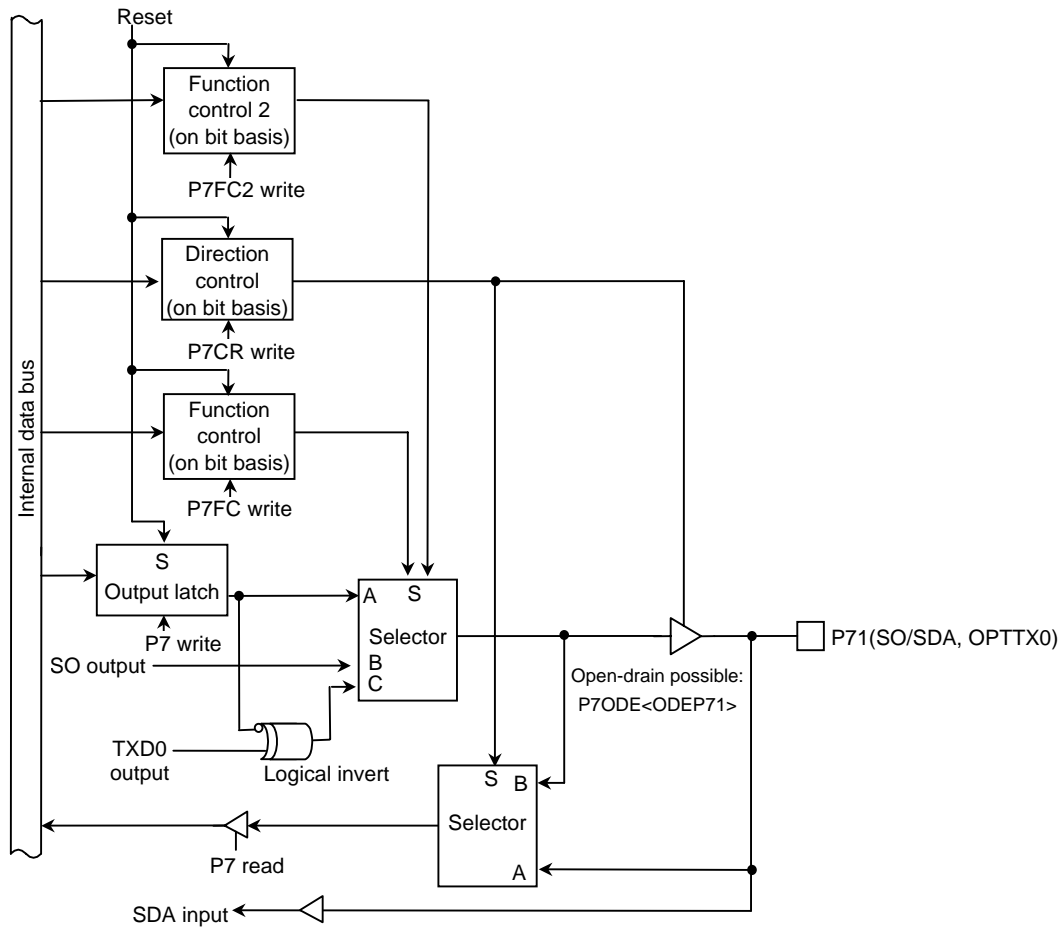 Reset
Function
control 2
(on bit basis)
P7FC2 write
Direction
control
(on bit basis)
P7CR write
Internal data bus
Function
control
(on bit basis)
P7FC write
S
Output latch
P7 write
A
S
Selector
B
C
SO output
P71(SO/SDA, OPTTX0)
Open-drain possible:
P7ODE<ODEP71>
TXD0
output
Logical invert
S
B
Selector
A
P7 read
SDA input